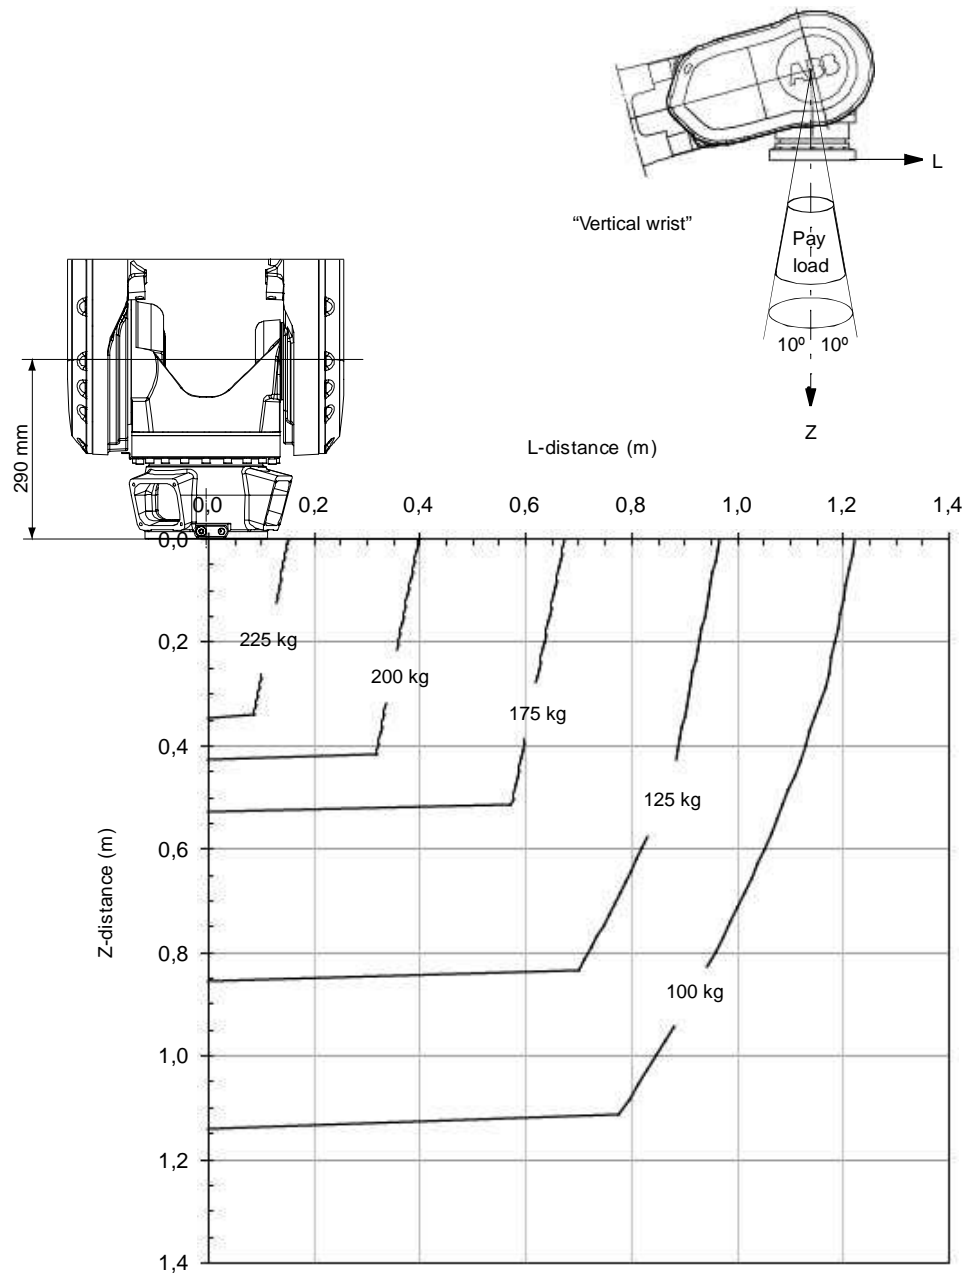 ABB
L
“Vertical wrist”
Pay
load
10º 10º
Z
290 mm
L-distance (m)
0,0 0,2 0,4 0,6 0,8 1,0 1,2 1,4
0,0
225 kg
0,2
200 kg
175 kg
0,4
125 kg
0,6
Z-distance (m)
0,8
100 kg
1,0
1,2
1,4